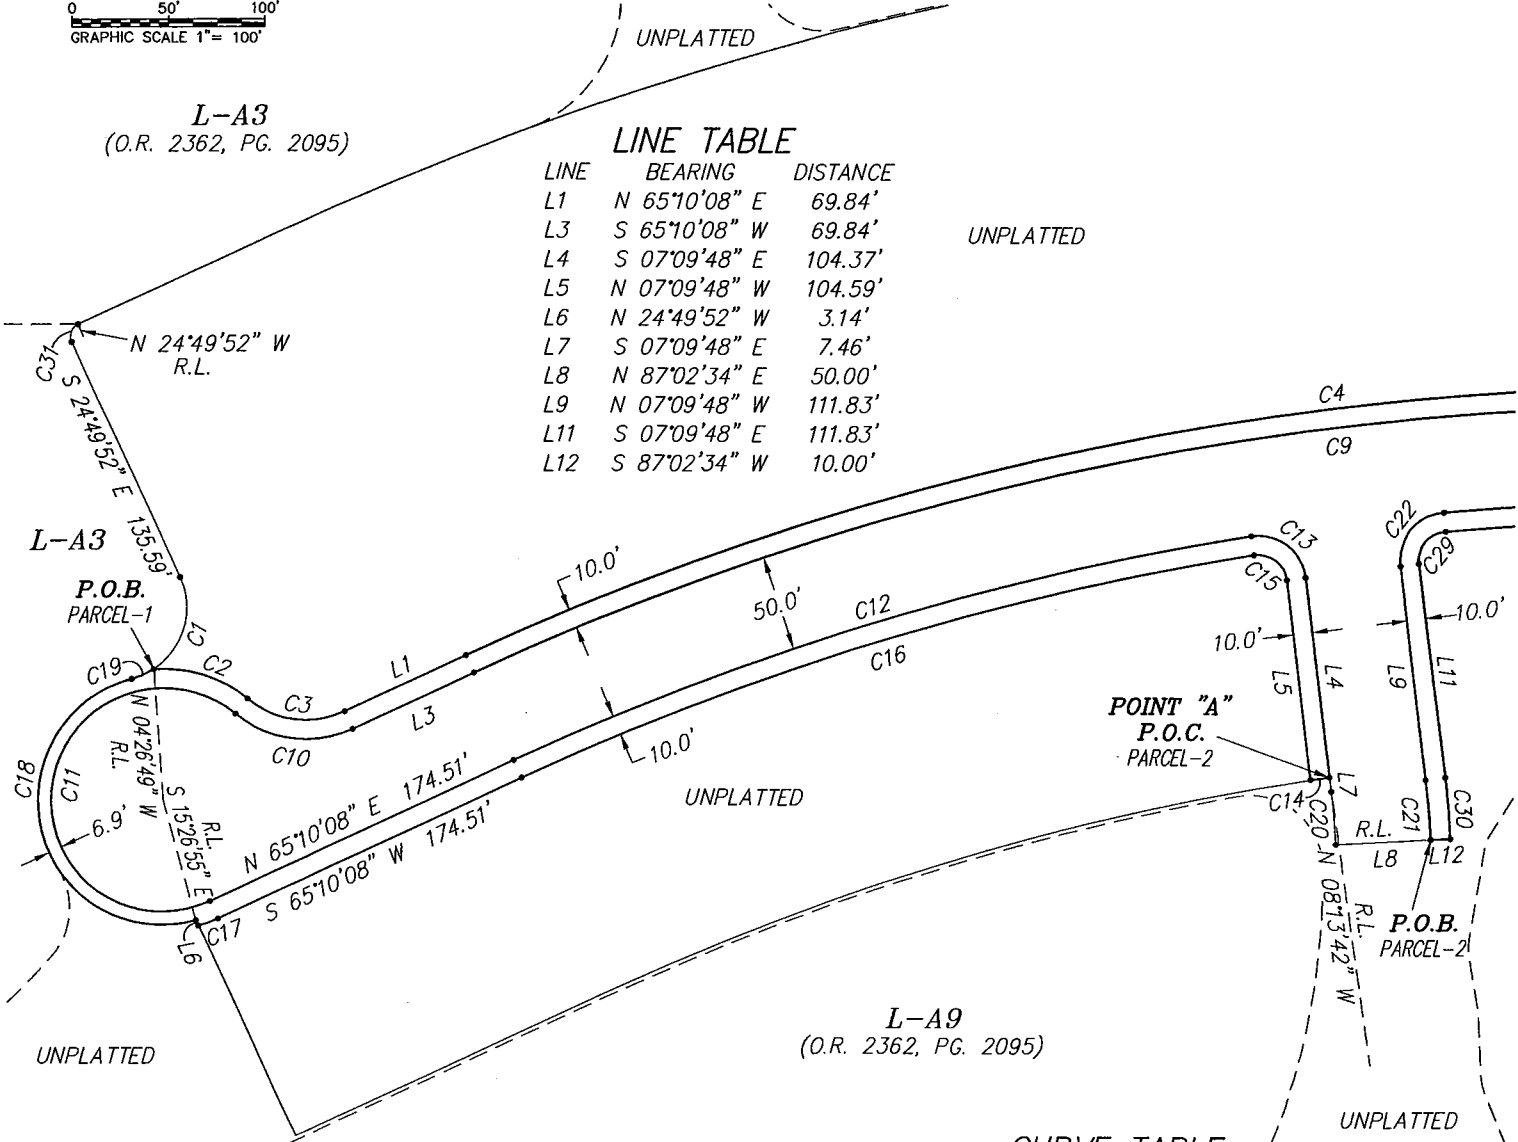 0 50' 100'
GRAPHIC SCALE 1"= 100'
UNPLATTED
L-A3
(O.R. 2362, PG. 2095)
LINE TABLE
LINE BEARING DISTANCE
L1 N 65°10'08" E 69.84'
L3 S 65°10'08" W 69.84'
L4 S 07°09'48" E 104.37'
L5 N 07°09'48" W 104.59'
L6 N 24°49'52" W 3.14'
L7 S 07°09'48" E 7.46'
L8 N 87°02'34" E 50.00'
L9 N 07°09'48" W 111.83'
L11 S 07°09'48" E 111.83'
L12 S 87°02'34" W 10.00'
UNPLATTED
N 24°49'52" W
R.L.
C31
S 24°49'52" E 135.59'
C4
C9
L-A3
P.O.B.
PARCEL-1
C1
C19
C2
C3
L1
L3
C10
10.0'
50.0'
C12
C16
C13
C15
C22
C29
10.0'
10.0'
L5
L4
L9
L11
POINT "A"
P.O.C.
PARCEL-2
N 04°26'49" W
R.L.
C18
C11
6.9'
S 15°26'55" E
R.L.
N 65°10'08" E 174.51'
S 65°10'08" W 174.51'
10.0'
UNPLATTED
L7
C14
C20
C21
C30
R.L.
L8
L12
N 08°13'42" W
R.L.
P.O.B.
PARCEL-2
L6
C17
L-A9
(O.R. 2362, PG. 2095)
UNPLATTED
UNPLATTED
CURVE TABLE